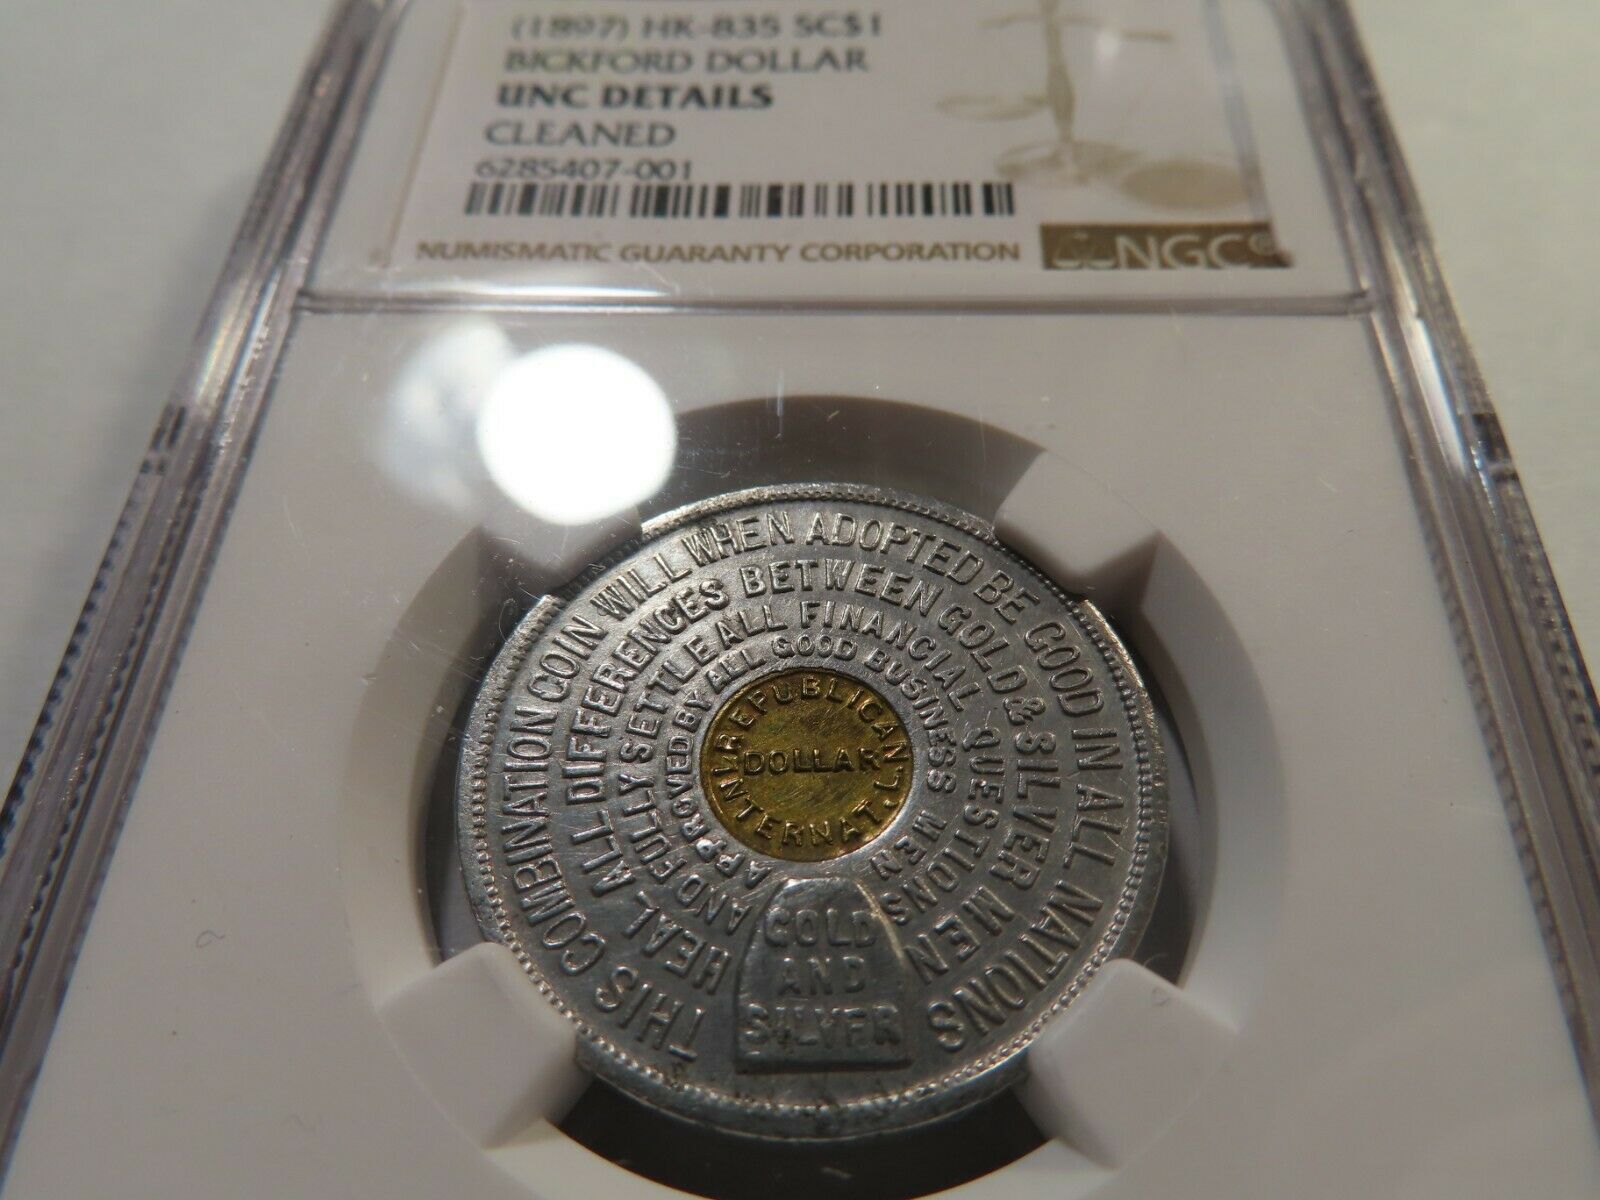 (1897) HK-835 SC$1
BICKFORD DOLLAR
UNC DETAILS
CLEANED
6285407-001
NUMISMATIC GUARANTY CORPORATION
NGC®
THIS COMBINATION COIN WILL WHEN ADOPTED BE GOOD IN ALL NATIONS
HEAL ALL DIFFERENCES BETWEEN GOLD & SILVER MEN
AND FULLY SETTLE ALL FINANCIAL QUESTIONS
APPROVED BY ALL GOOD BUSINESS MEN
REPUBLICAN
DOLLAR
INTERNAT'L
GOLD
AND
SILVER